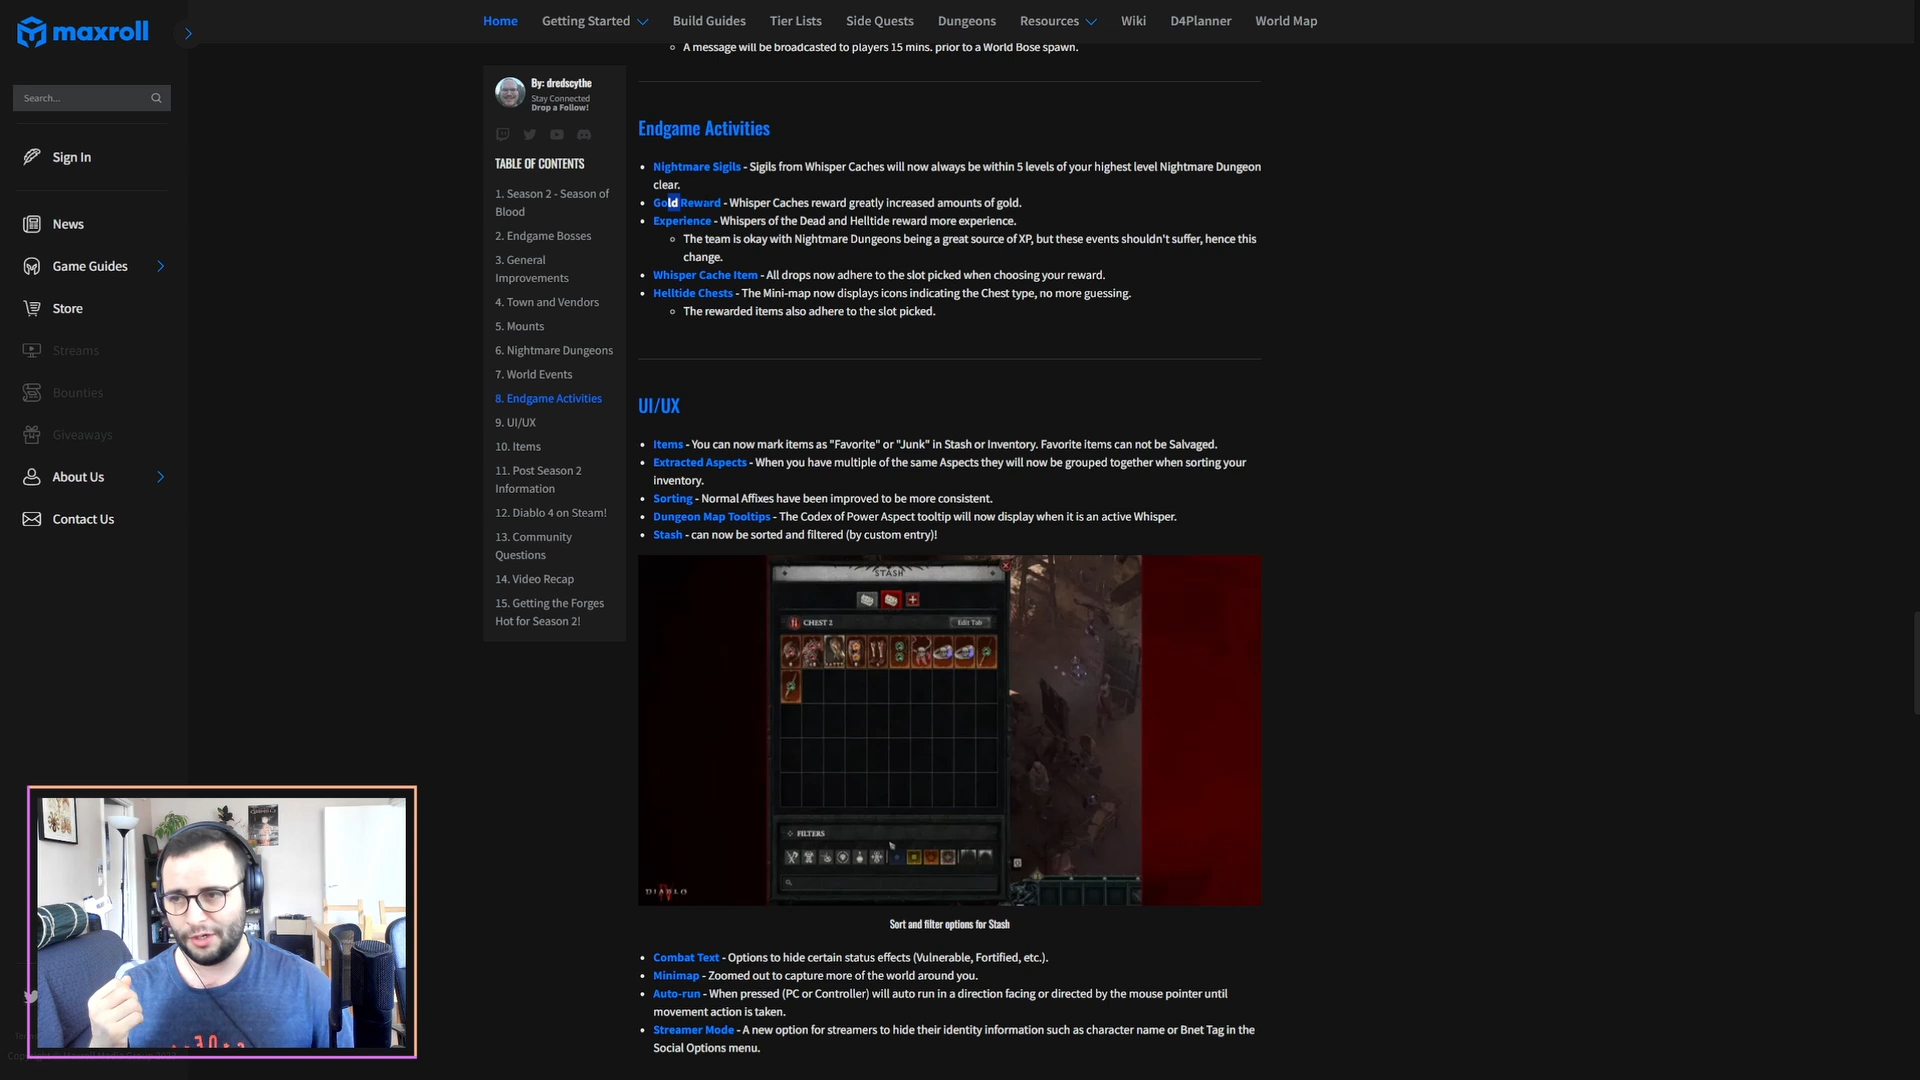 maxroll
Home
Getting Started
Build Guides
Tier Lists
Side Quests
Dungeons
Resources
Wiki
D4Planner
World Map
Search...
Sign In
News
Game Guides
Store
Streams
Bounties
Giveaways
About Us
Contact Us
By: dredscythe
Stay Connected
Drop a Follow!
TABLE OF CONTENTS
1. Season 2 - Season of
Blood
2. Endgame Bosses
3. General
Improvements
4. Town and Vendors
5. Mounts
6. Nightmare Dungeons
7. World Events
8. Endgame Activities
9. UI/UX
10. Items
11. Post Season 2
Information
12. Diablo 4 on Steam!
13. Community
Questions
14. Video Recap
15. Getting the Forges
Hot for Season 2!
A message will be broadcasted to players 15 mins. prior to a World Bose spawn.
Endgame Activities
Nightmare Sigils - Sigils from Whisper Caches will now always be within 5 levels of your highest level Nightmare Dungeon
clear.
Gold Reward - Whisper Caches reward greatly increased amounts of gold.
Experience - Whispers of the Dead and Helltide reward more experience.
The team is okay with Nightmare Dungeons being a great source of XP, but these events shouldn't suffer, hence this
change.
Whisper Cache Item - All drops now adhere to the slot picked when choosing your reward.
Helltide Chests - The Mini-map now displays icons indicating the Chest type, no more guessing.
The rewarded items also adhere to the slot picked.
UI/UX
Items - You can now mark items as "Favorite" or "Junk" in Stash or Inventory. Favorite items can not be Salvaged.
Extracted Aspects - When you have multiple of the same Aspects they will now be grouped together when sorting your
inventory.
Sorting - Normal Affixes have been improved to be more consistent.
Dungeon Map Tooltips - The Codex of Power Aspect tooltip will now display when it is an active Whisper.
Stash - can now be sorted and filtered (by custom entry)!
STASH
CHEST 2
Edit Tab
FILTERS
DIABLO
Sort and filter options for Stash
Combat Text - Options to hide certain status effects (Vulnerable, Fortified, etc.).
Minimap - Zoomed out to capture more of the world around you.
Auto-run - When pressed (PC or Controller) will auto run in a direction facing or directed by the mouse pointer until
movement action is taken.
Streamer Mode - A new option for streamers to hide their identity information such as character name or Bnet Tag in the
Social Options menu.